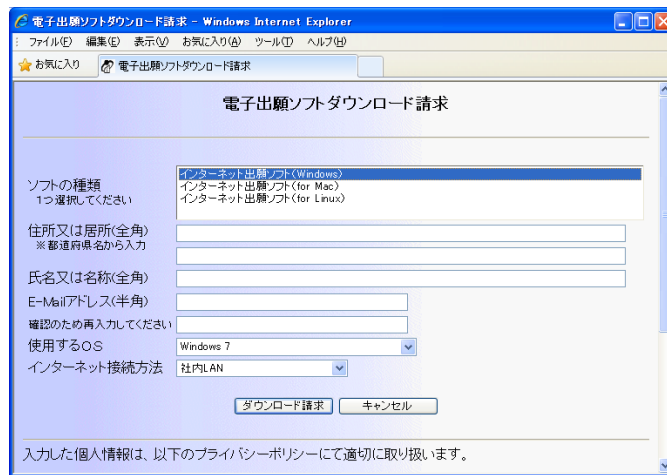 電子出願ソフトダウンロード請求 - Windows Internet Explorer
ファイル(F) 編集(E) 表示(V) お気に入り(A) ツール(T) ヘルプ(H)
お気に入り 電子出願ソフトダウンロード請求
電子出願ソフトダウンロード請求
ソフトの種類
1つ選択してください
インターネット出願ソフト(Windows)
インターネット出願ソフト(for Mac)
インターネット出願ソフト(for Linux)
住所又は居所(全角)
※都道府県名から入力
氏名又は名称(全角)
E-Mailアドレス(半角)
確認のため再入力してください
使用するOS Windows 7
インターネット接続方法 社内LAN
ダウンロード請求 キャンセル
入力した個人情報は、以下のプライバシーポリシーにて適切に取り扱います。